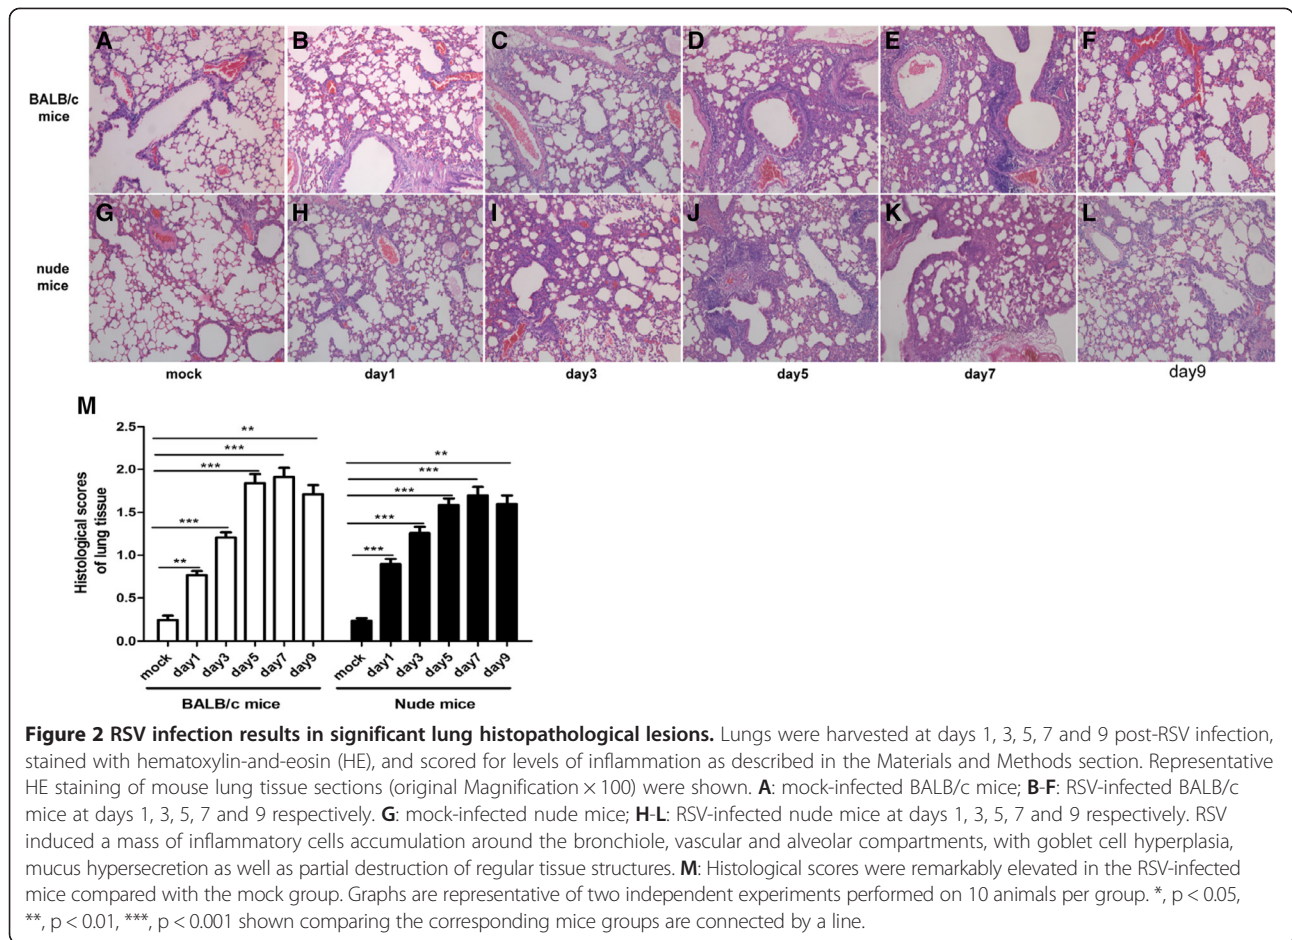 A B C D E F
BALB/c
mice
G H I J K L
nude
mice
mock day1 day3 day5 day7 day9
M
Histological scores
of lung tissue
2.5
2.0
1.5
1.0
0.5
0.0
** *** *** *** **
*** *** *** *** **
mock day1 day3 day5 day7 day9 mock day1 day3 day5 day7 day9
BALB/c mice Nude mice
Figure 2 RSV infection results in significant lung histopathological lesions. Lungs were harvested at days 1, 3, 5, 7 and 9 post-RSV infection,
stained with hematoxylin-and-eosin (HE), and scored for levels of inflammation as described in the Materials and Methods section. Representative
HE staining of mouse lung tissue sections (original Magnification × 100) were shown. A: mock-infected BALB/c mice; B-F: RSV-infected BALB/c
mice at days 1, 3, 5, 7 and 9 respectively. G: mock-infected nude mice; H-L: RSV-infected nude mice at days 1, 3, 5, 7 and 9 respectively. RSV
induced a mass of inflammatory cells accumulation around the bronchiole, vascular and alveolar compartments, with goblet cell hyperplasia,
mucus hypersecretion as well as partial destruction of regular tissue structures. M: Histological scores were remarkably elevated in the RSV-infected
mice compared with the mock group. Graphs are representative of two independent experiments performed on 10 animals per group. *, p < 0.05,
**, p < 0.01, ***, p < 0.001 shown comparing the corresponding mice groups are connected by a line.